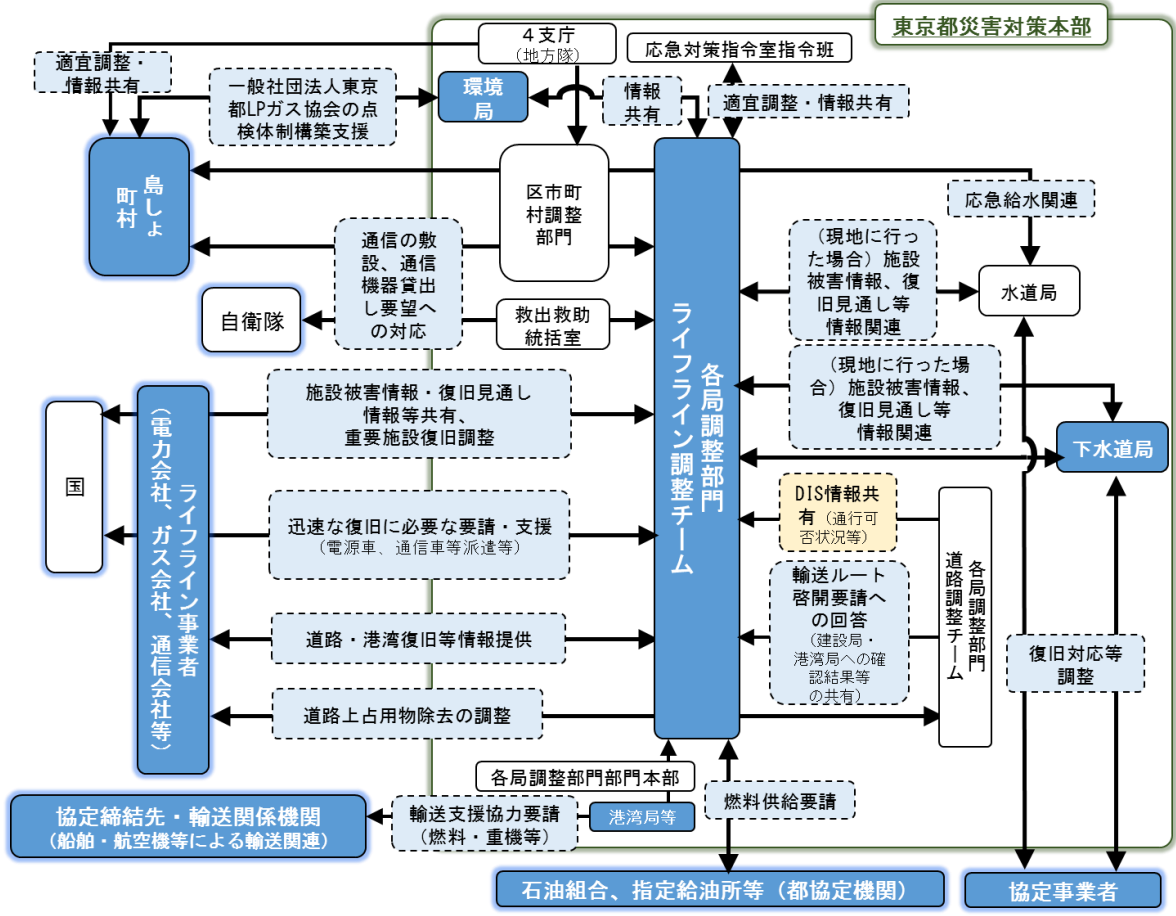 東京都災害対策本部
４支庁
（地方隊）
応急対策指令室指令班
適宜調整・
情報共有
一般社団法人東京
都LPガス協会の点
検体制構築支援
環境
局
情報
共有
適宜調整・情報共有
島しょ
町村
区市町
村調整
部門
応急給水関連
通信の敷
設、通信
機器貸出
し要望へ
の対応
（現地に行っ
た場合）施設
被害情報、復
旧見通し等
情報関連
水道局
自衛隊
救出救助
統括室
各局調整部門
ライフライン調整チーム
（現地に行った場
合）施設被害情報、
復旧見通し等
情報関連
下水道局
施設被害情報・復旧見通し
情報等共有、
重要施設復旧調整
国
ライフライン事業者
（電力会社、ガス会社、通信会社等）
DIS情報共
有（通行可
否状況等）
迅速な復旧に必要な要請・支援
（電源車、通信車等派遣等）
各局調整部門
道路調整チーム
輸送ルート
啓開要請へ
の回答
（建設局・
港湾局への確
認結果等
の共有）
道路・港湾復旧等情報提供
復旧対応等
調整
道路上占用物除去の調整
各局調整部門部門本部
港湾局等
燃料供給要請
輸送支援協力要請
（燃料・重機等）
協定締結先・輸送関係機関
（船舶・航空機等による輸送関連）
石油組合、指定給油所等（都協定機関）
協定事業者